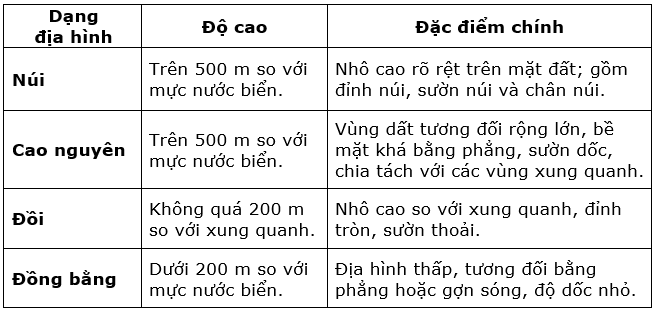 Dạng
địa hình
Độ cao
Đặc điểm chính
Núi
Trên 500 m so với
mực nước biển.
Nhô cao rõ rệt trên mặt đất; gồm
đỉnh núi, sườn núi và chân núi.
Cao nguyên
Trên 500 m so với
mực nước biển.
Vùng dất tương đối rộng lớn, bề
mặt khá bằng phẳng, sườn dốc,
chia tách với các vùng xung quanh.
Đồi
Không quá 200 m
so với xung quanh.
Nhô cao so với xung quanh, đỉnh
tròn, sườn thoải.
Đồng bằng
Dưới 200 m so với
mực nước biển.
Địa hình thấp, tương đối bằng
phẳng hoặc gợn sóng, độ dốc nhỏ.